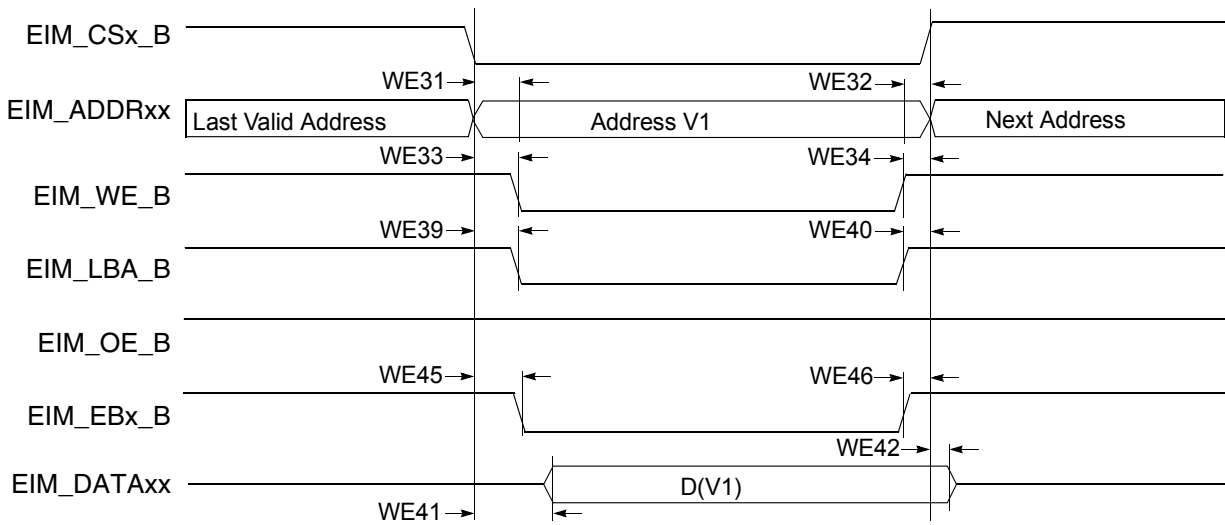 EIM_CSx_B
WE31
WE32
EIM_ADDRxx
Last Valid Address
Address V1
Next Address
WE33
WE34
EIM_WE_B
WE39
WE40
EIM_LBA_B
EIM_OE_B
WE45
WE46
EIM_EBx_B
WE42
EIM_DATAxx
D(V1)
WE41